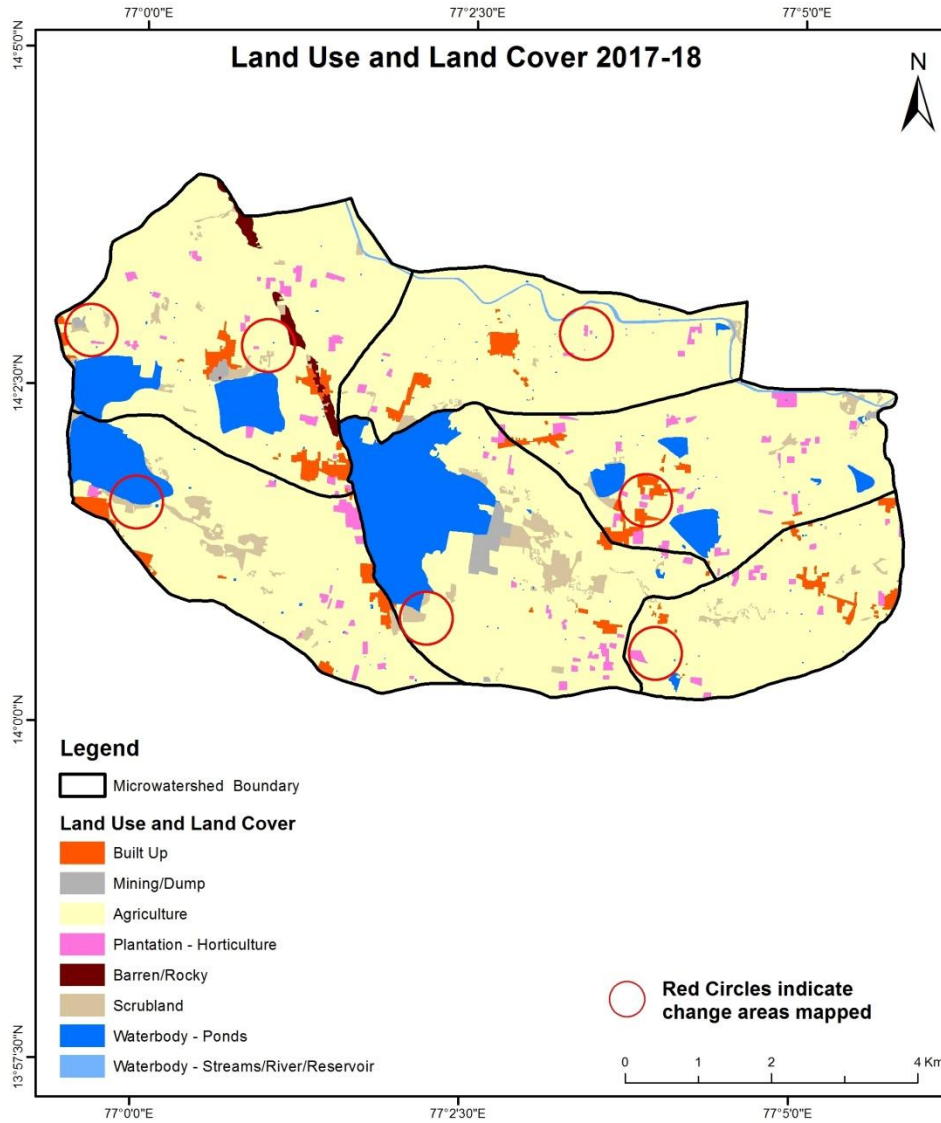 77°0'0"E 77°2'30"E 77°5'0"E
14°5'0"N
Land Use and Land Cover 2017-18
N
14°2'30"N
14°0'0"N
Legend
Microwatershed Boundary
Land Use and Land Cover
Built Up
Mining/Dump
Agriculture
Plantation - Horticulture
Barren/Rocky
Scrubland
Waterbody - Ponds
Waterbody - Streams/River/Reservoir
Red Circles indicate
change areas mapped
0 1 2 4 Km
13°57'30"N
77°0'0"E 77°2'30"E 77°5'0"E